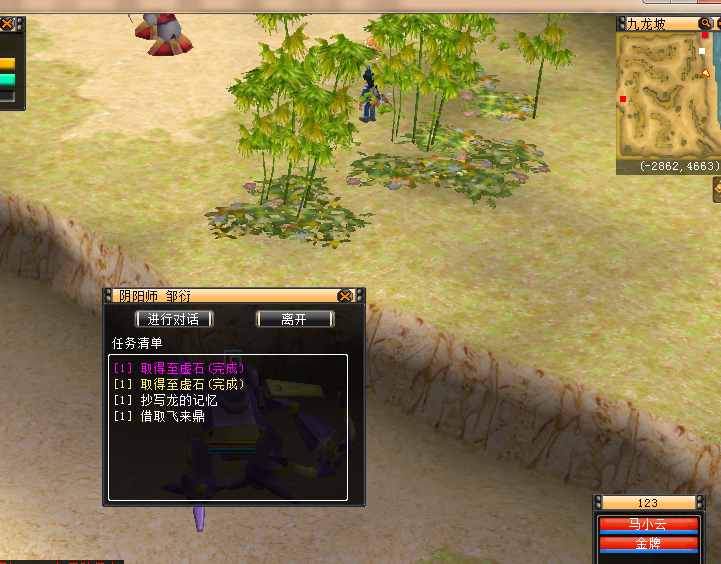 九龙坡
(-2862,4663)
阴阳师 邹衍
进行对话 离开
任务清单
[1] 取得至虚石(完成)
[1] 取得至虚石(完成)
[1] 抄写龙的记忆
[1] 借取飞来鼎
123
马小云
金牌